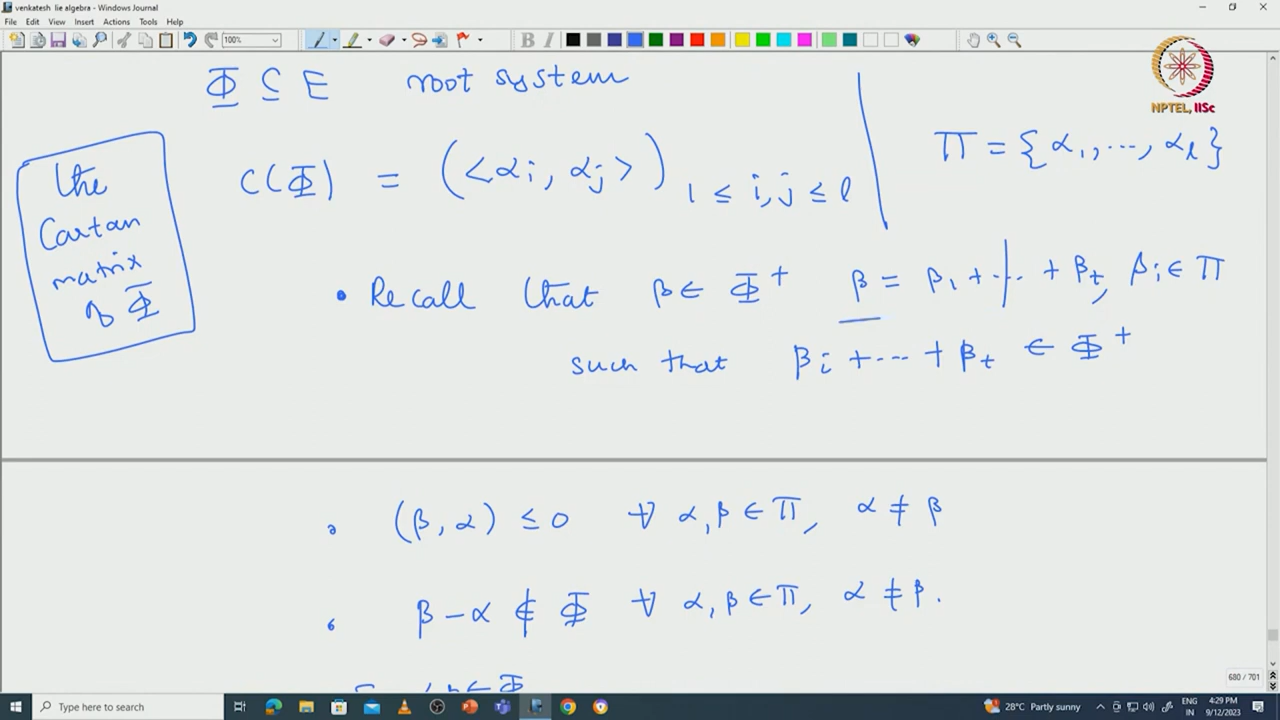 venkatesh lie algebra - Windows Journal
File Edit View Insert Actions Tools Help
100%
B I
NPTEL, IISc
Φ ⊆ E root system
Π = {α₁, ..., αₗ}
the
Cartan
matrix
of Φ
C(Φ) = (<αᵢ, αⱼ>) 1 ≤ i,j ≤ l
• Recall that β ∈ Φ⁺ β = β₁ + ... + βₜ, βᵢ ∈ Π
such that βᵢ + ... + βₜ ∈ Φ⁺
• (β, α) ≤ 0 ∀ α, β ∈ Π, α ≠ β
• β - α ∉ Φ ∀ α, β ∈ Π, α ≠ β.
680 / 701
Type here to search
28°C Partly sunny
ENG
IN
4:29 PM
9/12/2023